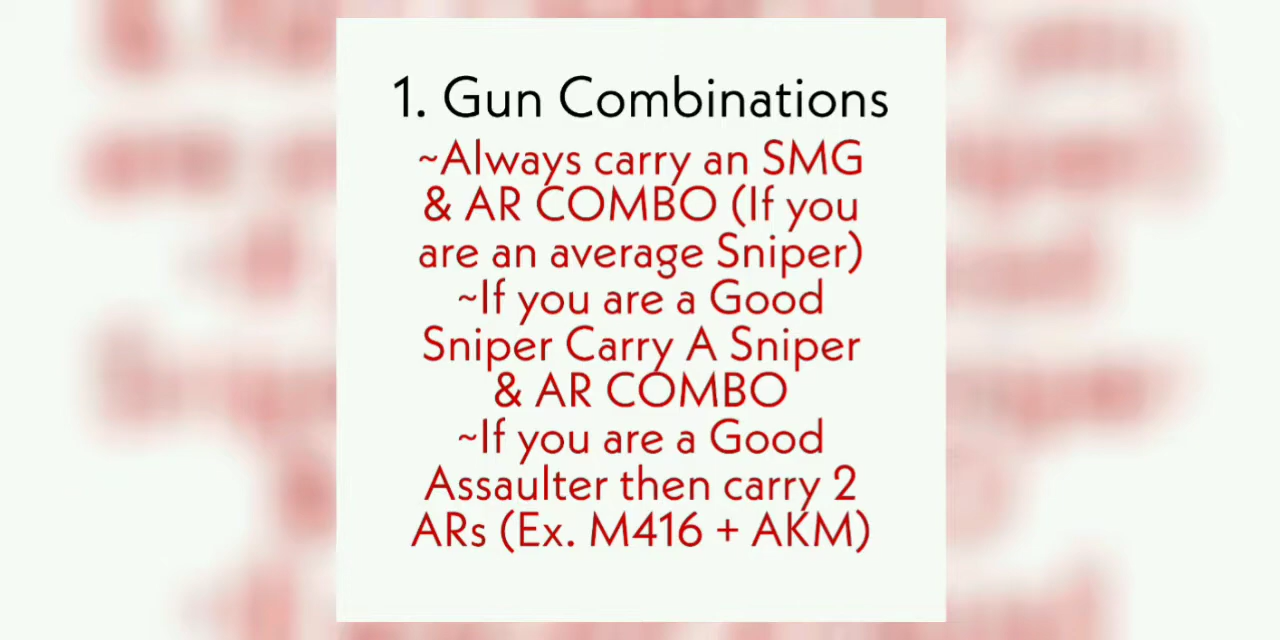 1. Gun Combinations
~Always carry an SMG
& AR COMBO (If you
are an average Sniper)
~If you are a Good
Sniper Carry A Sniper
& AR COMBO
~If you are a Good
Assaulter then carry 2
ARs (Ex. M416 + AKM)